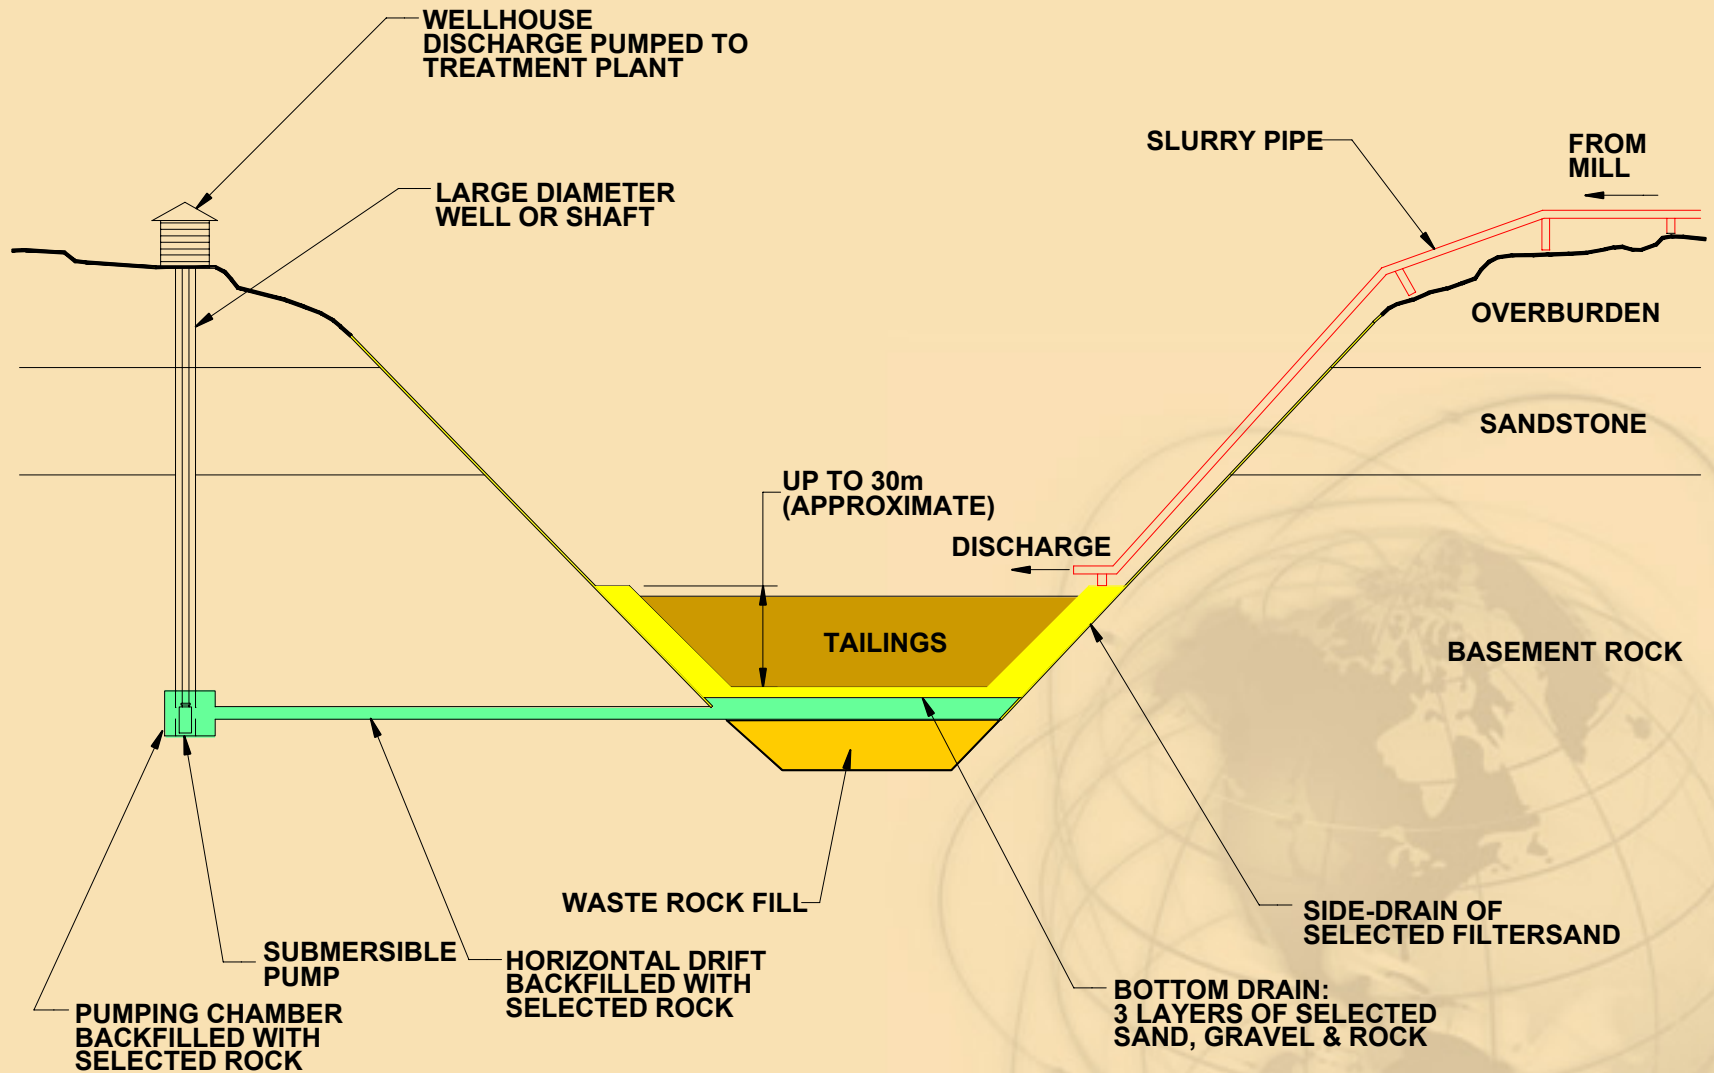 WELLHOUSE
DISCHARGE PUMPED TO
TREATMENT PLANT
SLURRY PIPE
FROM
MILL
LARGE DIAMETER
WELL OR SHAFT
OVERBURDEN
SANDSTONE
UP TO 30m
(APPROXIMATE)
DISCHARGE
TAILINGS
BASEMENT ROCK
WASTE ROCK FILL
SIDE-DRAIN OF
SELECTED FILTERSAND
SUBMERSIBLE
PUMP
HORIZONTAL DRIFT
BACKFILLED WITH
SELECTED ROCK
BOTTOM DRAIN:
3 LAYERS OF SELECTED
SAND, GRAVEL & ROCK
PUMPING CHAMBER
BACKFILLED WITH
SELECTED ROCK